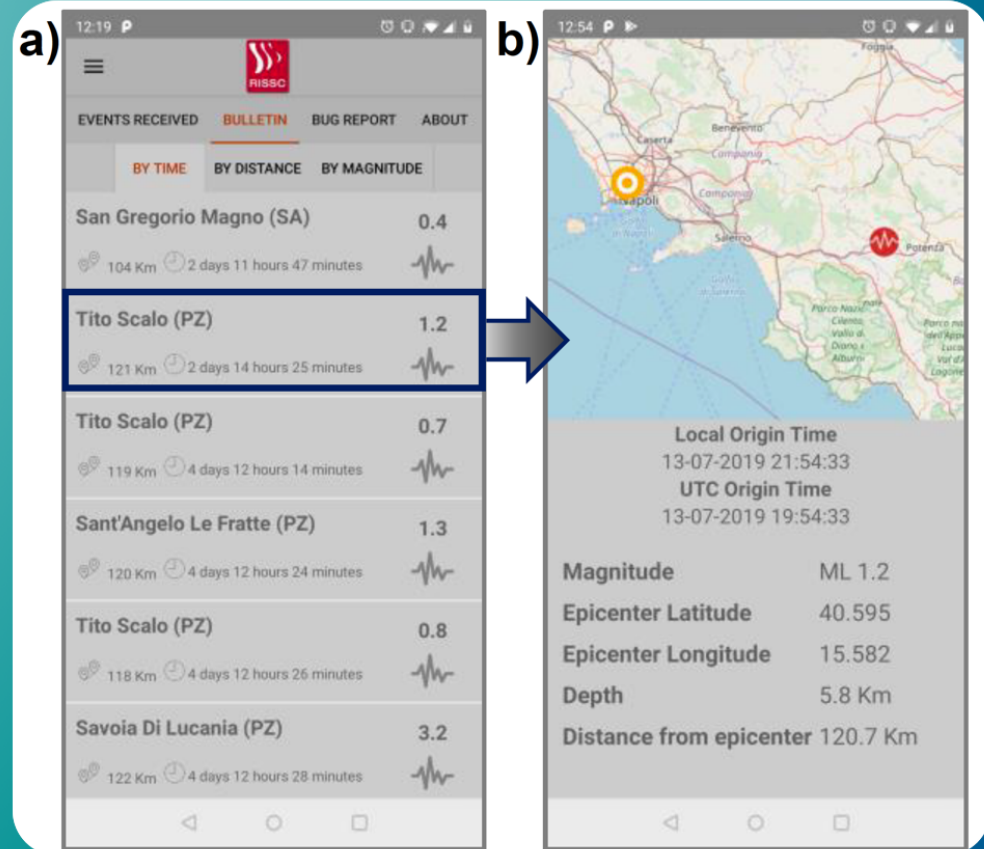 a)
12:19
RISSC
EVENTS RECEIVED BULLETIN BUG REPORT ABOUT
BY TIME BY DISTANCE BY MAGNITUDE
San Gregorio Magno (SA) 0.4
104 Km 2 days 11 hours 47 minutes
Tito Scalo (PZ) 1.2
121 Km 2 days 14 hours 25 minutes
Tito Scalo (PZ) 0.7
119 Km 4 days 12 hours 14 minutes
Sant'Angelo Le Fratte (PZ) 1.3
120 Km 4 days 12 hours 24 minutes
Tito Scalo (PZ) 0.8
118 Km 4 days 12 hours 26 minutes
Savoia Di Lucania (PZ) 3.2
122 Km 4 days 12 hours 28 minutes
b)
12:54
Foggia
Benevento
Caserta
Campania
Campania
Napoli
Salerno
Potenza
Parco
Cilento,
Vallo di
Diano e
Alburni
Local Origin Time
13-07-2019 21:54:33
UTC Origin Time
13-07-2019 19:54:33
Magnitude ML 1.2
Epicenter Latitude 40.595
Epicenter Longitude 15.582
Depth 5.8 Km
Distance from epicenter 120.7 Km